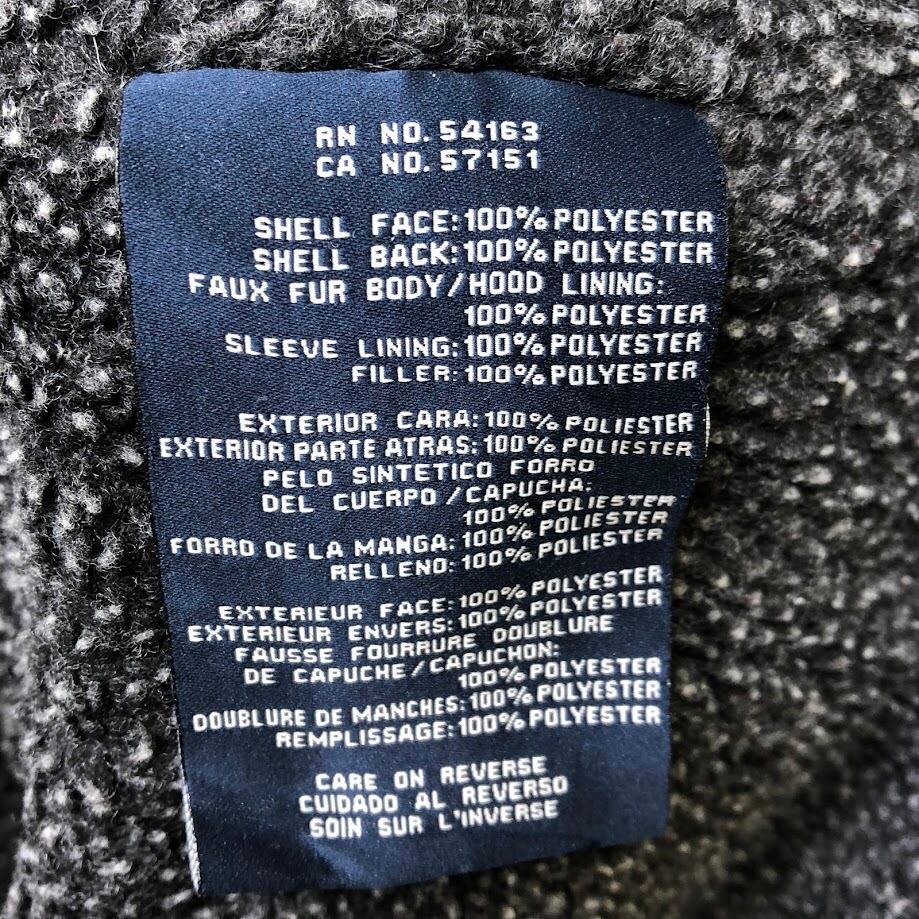 RN NO. 54163
CA NO. 57151
SHELL FACE: 100% POLYESTER
SHELL BACK: 100% POLYESTER
FAUX FUR BODY/HOOD LINING:
100% POLYESTER
SLEEVE LINING: 100% POLYESTER
FILLER: 100% POLYESTER
EXTERIOR CARA: 100% POLIESTER
EXTERIOR PARTE ATRAS: 100% POLIESTER
PELO SINTETICO FORRO
DEL CUERPO/CAPUCHA:
100% POLIESTER
FORRO DE LA MANGA: 100% POLIESTER
RELLENO: 100% POLIESTER
EXTERIEUR FACE: 100% POLYESTER
EXTERIEUR ENVERS: 100% POLYESTER
FAUSSE FOURRURE DOUBLURE
DE CAPUCHE/CAPUCHON:
100% POLYESTER
DOUBLURE DE MANCHES: 100% POLYESTER
REMPLISSAGE: 100% POLYESTER
CARE ON REVERSE
CUIDADO AL REVERSO
SOIN SUR L'INVERSE